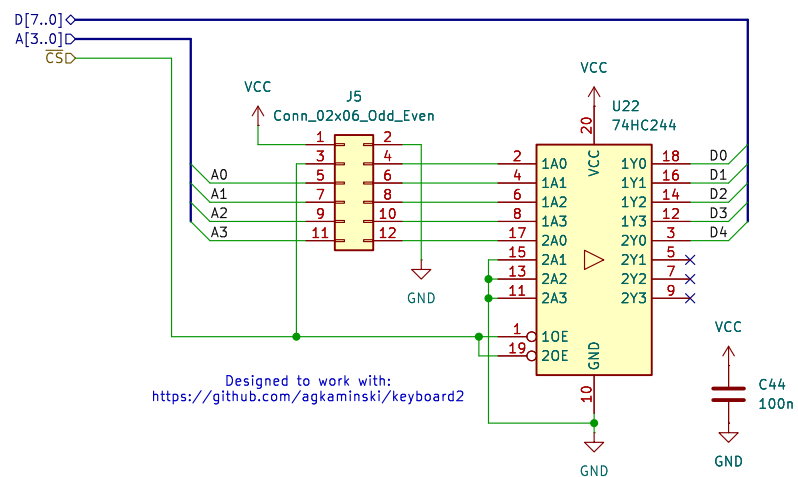 D[7..0]
A[3..0]
CS
VCC
J5
Conn_02x06_Odd_Even
1 2
3 4
5 6
7 8
9 10
11 12
A0
A1
A2
A3
GND
VCC
U22
74HC244
20
VCC
2 1A0 1Y0 18 D0
4 1A1 1Y1 16 D1
6 1A2 1Y2 14 D2
8 1A3 1Y3 12 D3
17 2A0 2Y0 3 D4
15 2A1 2Y1 5
13 2A2 2Y2 7
11 2A3 2Y3 9
1 1OE
19 2OE
GND
10
GND
Designed to work with:
https://github.com/agkaminski/keyboard2
VCC
C44
100n
GND